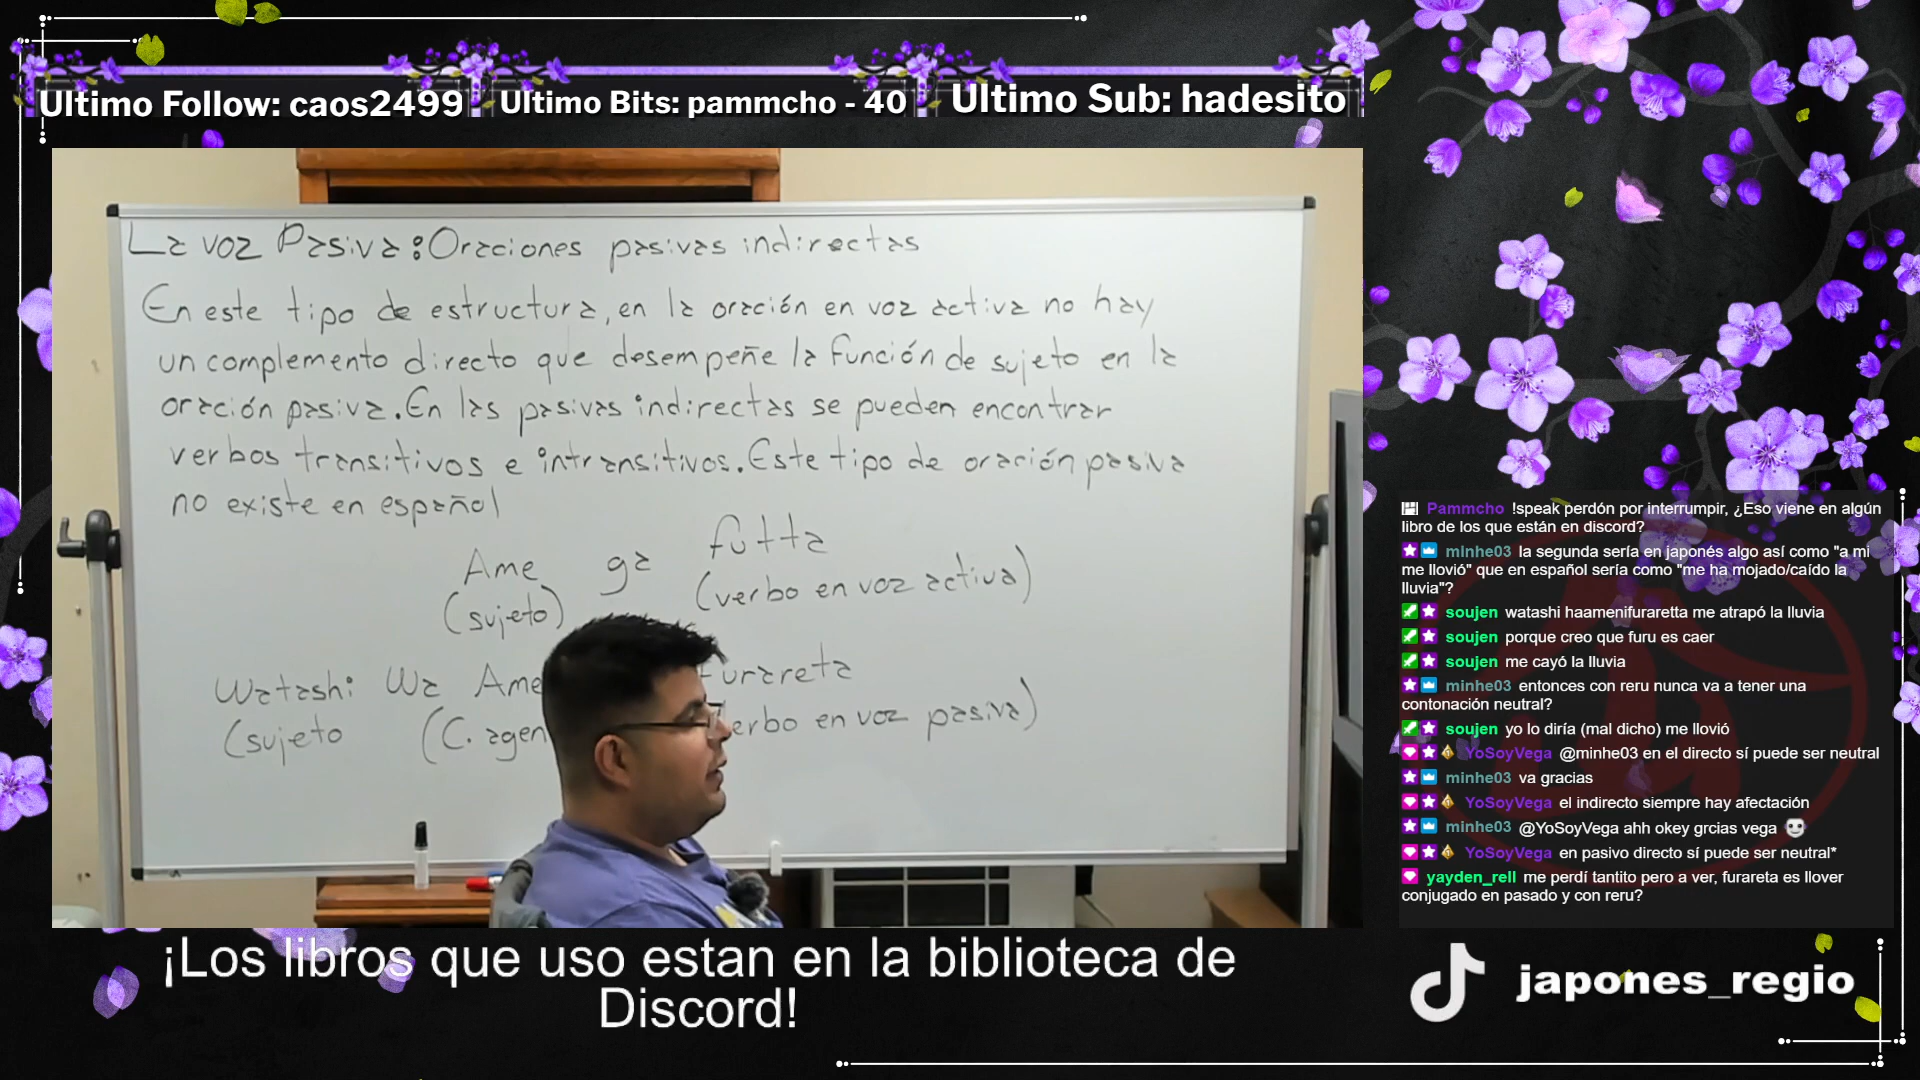 Ultimo Follow: caos2499
Ultimo Bits: pammcho - 40
Ultimo Sub: hadesito
La voz Pasiva: Oraciones pasivas indirectas
En este tipo de estructura, en la oración en voz activa no hay
un complemento directo que desempeñe la función de sujeto en la
oración pasiva. En las pasivas indirectas se pueden encontrar
verbos transitivos e intransitivos. Este tipo de oración pasiva
no existe en español
Ame ga futta
(sujeto) (verbo en voz activa)
Watashi wa Ame furareta
(sujeto (C. agen verbo en voz pasiva)
Pammcho !speak perdón por interrumpir, ¿Eso viene en algún
libro de los que están en discord?
minhe03 la segunda sería en japonés algo así como "a mi
me llovió" que en español sería como "me ha mojado/caído la
lluvia"?
soujen watashi haamenifuraretta me atrapó la lluvia
soujen porque creo que furu es caer
soujen me cayó la lluvia
minhe03 entonces con reru nunca va a tener una
contonación neutral?
soujen yo lo diría (mal dicho) me llovió
YoSoyVega @minhe03 en el directo sí puede ser neutral
minhe03 va gracias
YoSoyVega el indirecto siempre hay afectación
minhe03 @YoSoyVega ahh okey grcias vega
YoSoyVega en pasivo directo sí puede ser neutral*
yayden_rell me perdí tantito pero a ver, furareta es llover
conjugado en pasado y con reru?
¡Los libros que uso estan en la biblioteca de
Discord!
japones_regio